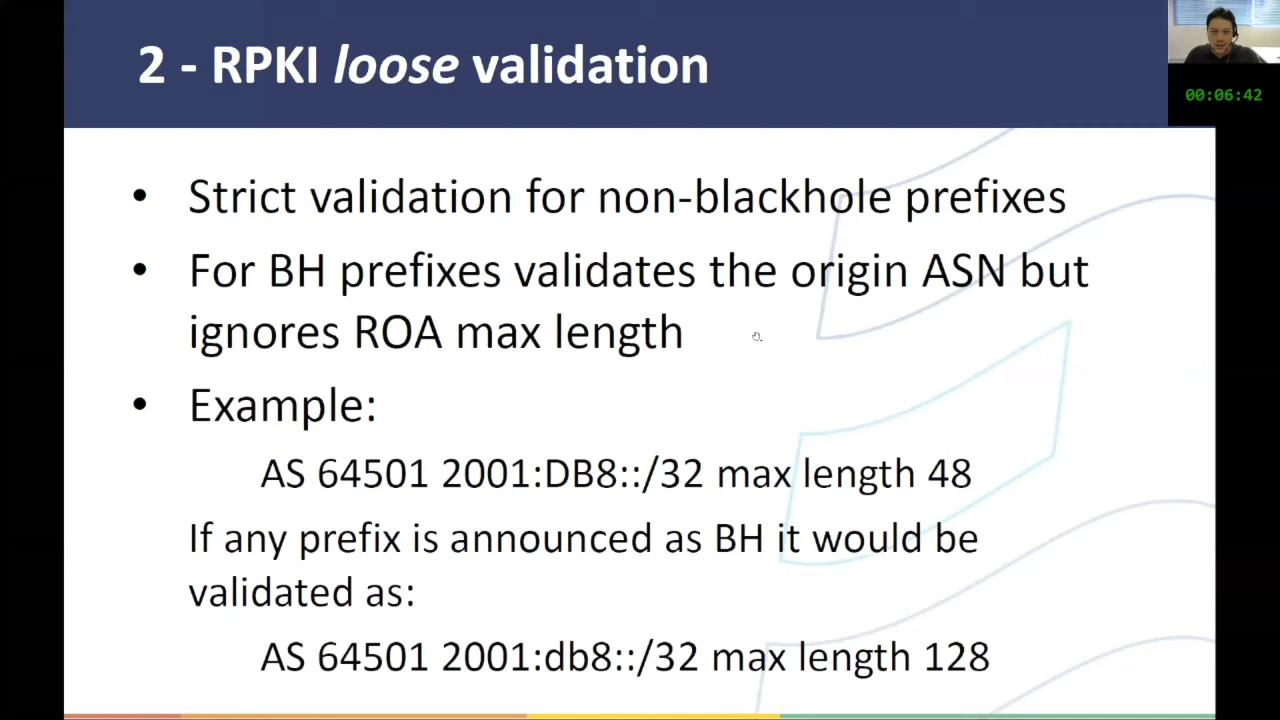 2 - RPKI loose validation
00:06:42
• Strict validation for non-blackhole prefixes
• For BH prefixes validates the origin ASN but
ignores ROA max length
• Example:
AS 64501 2001:DB8::/32 max length 48
If any prefix is announced as BH it would be
validated as:
AS 64501 2001:db8::/32 max length 128